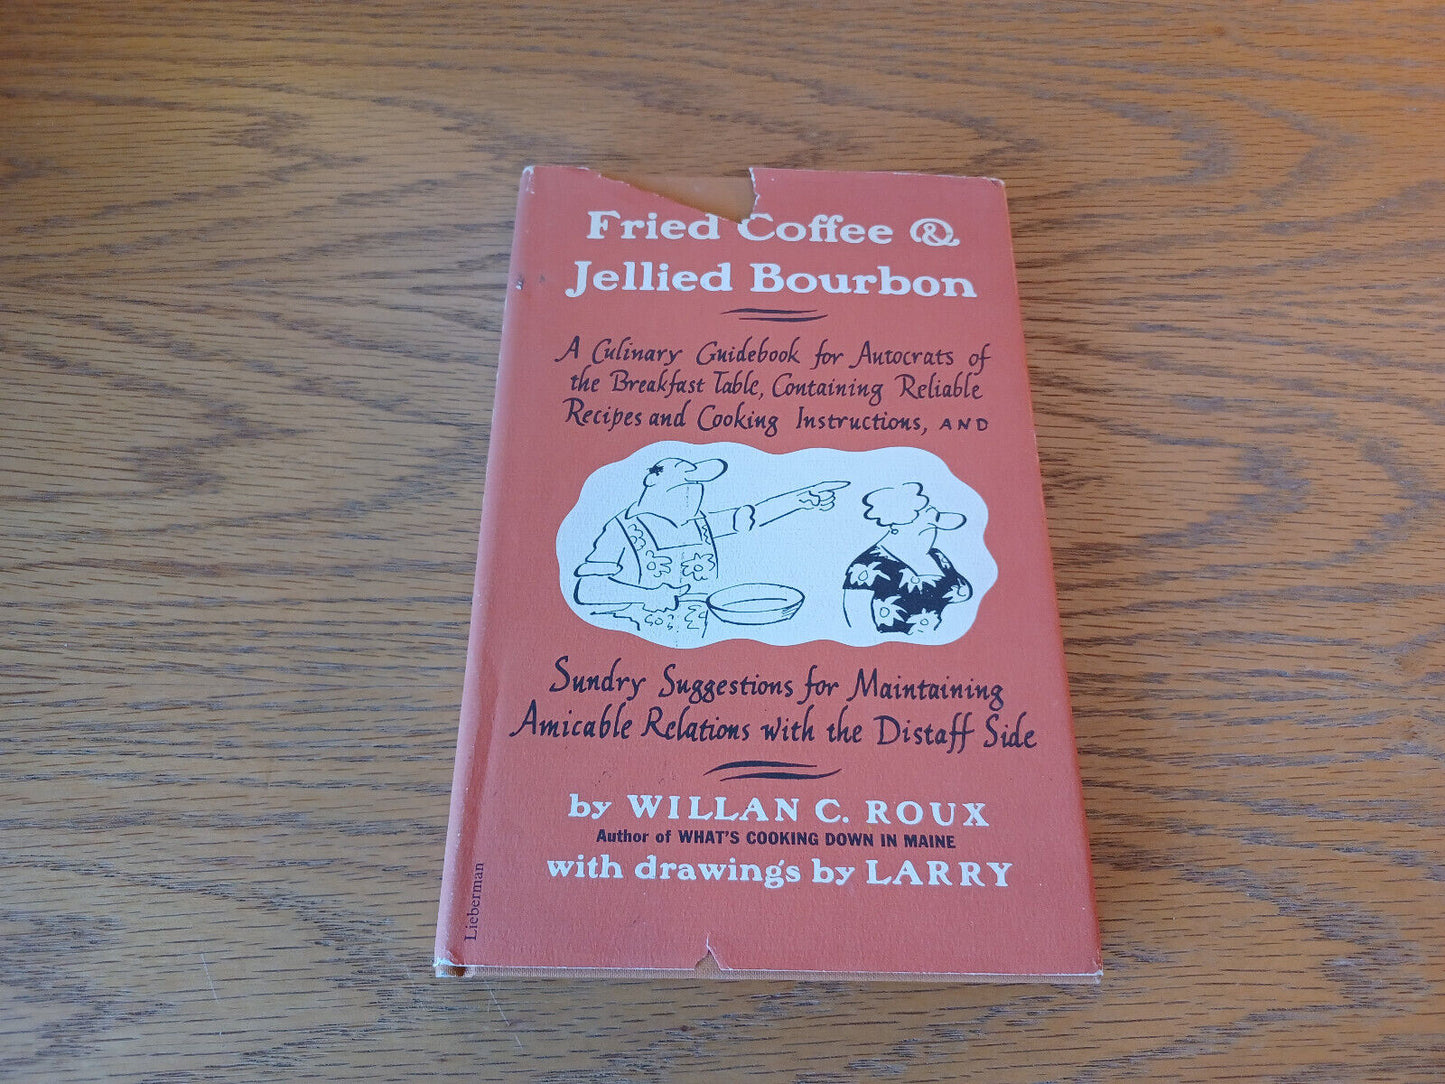 Fried Coffee &
Jellied Bourbon
A Culinary Guidebook for Autocrats of
the Breakfast Table, Containing Reliable
Recipes and Cooking Instructions, AND
Sundry Suggestions for Maintaining
Amicable Relations with the Distaff Side
by WILLAN C. ROUX
Author of WHAT'S COOKING DOWN IN MAINE
with drawings by LARRY
Lieberman